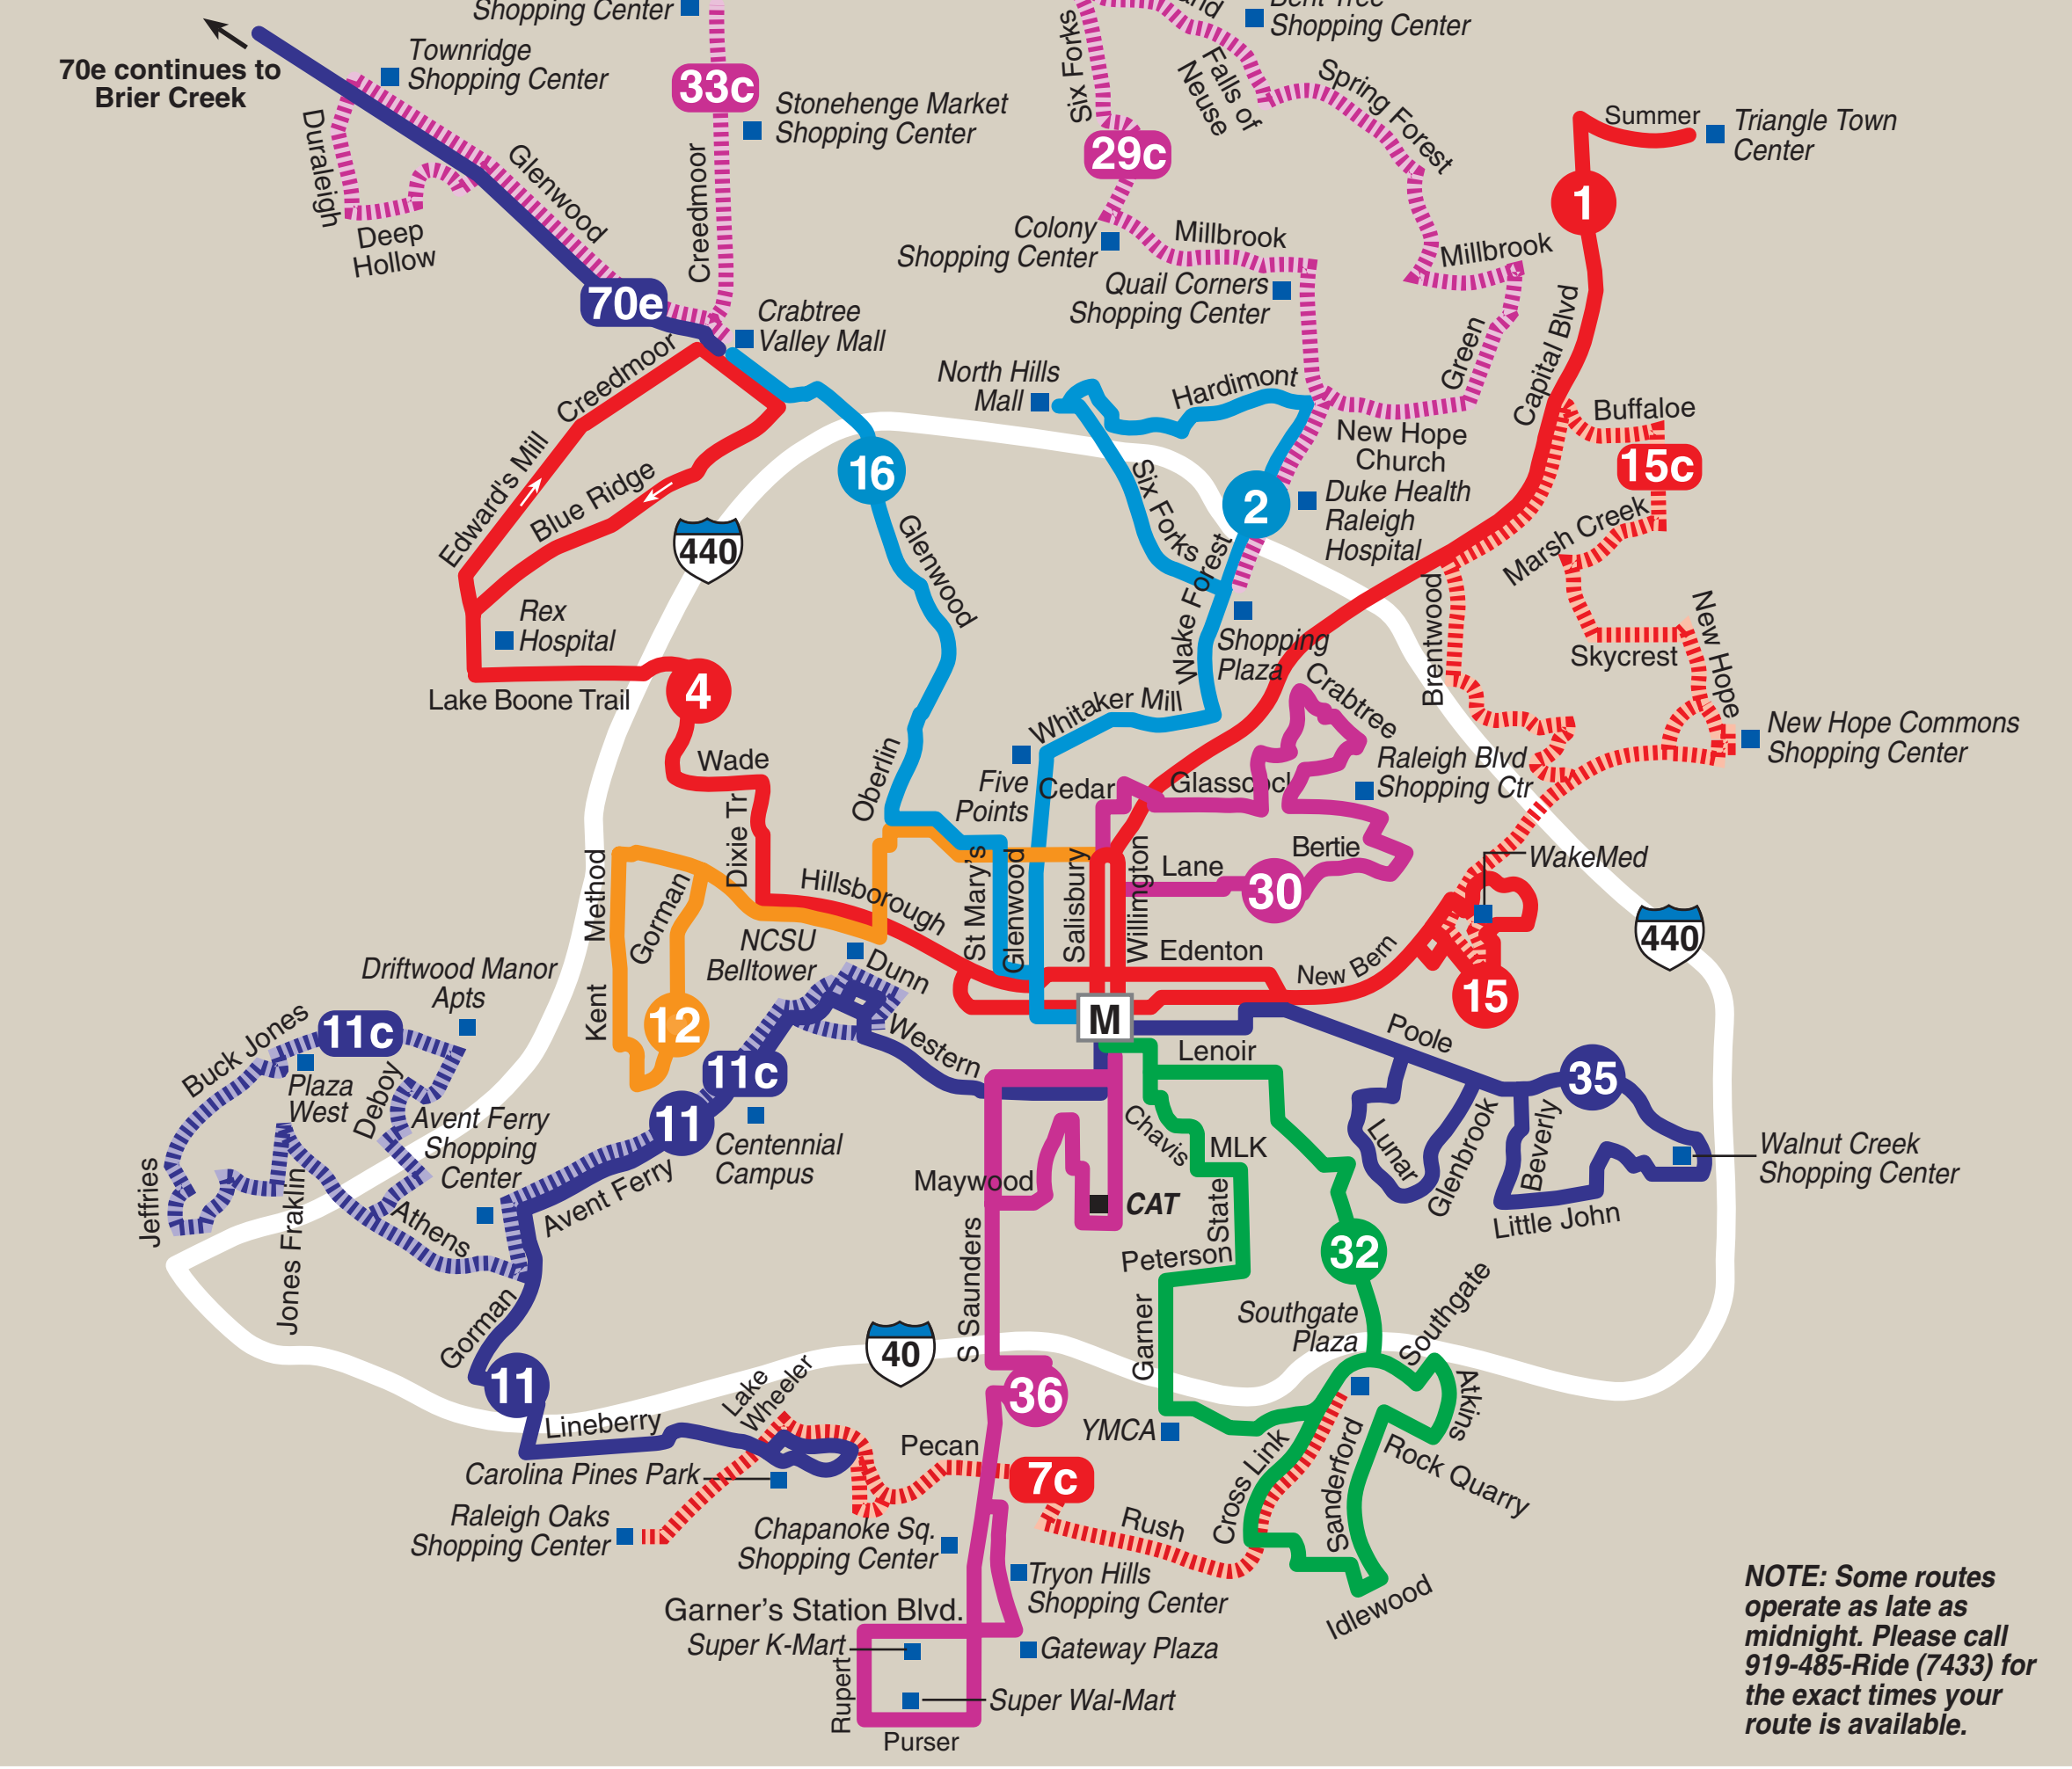 Shopping Center
Shopping Center
70e continues to
Brier Creek
Townridge
Shopping Center
33c
Stonehenge Market
Shopping Center
Six Forks
Falls of
Neuse
Spring Forest
Summer
Triangle Town
Center
29c
1
Duraleigh
Glenwood
Creedmoor
Deep
Hollow
Colony
Shopping Center
Millbrook
Millbrook
Quail Corners
Shopping Center
70e
Crabtree
Valley Mall
Green
Capital Blvd
North Hills
Mall
Hardimont
Creedmoor
Edward's Mill
Blue Ridge
16
Buffaloe
15c
New Hope
Church
2
Duke Health
Raleigh
Hospital
Six Forks
Marsh Creek
440
Glenwood
Wake Forest
Brentwood
New Hope
Rex
Hospital
Shopping
Plaza
Skycrest
Lake Boone Trail
4
Crabtree
Whitaker Mill
New Hope Commons
Shopping Center
Wade
Oberlin
Five
Points
Cedar
Glasscock
Raleigh Blvd
Shopping Ctr
Dixie Tr
Method
Gorman
Hillsborough
St Mary's
Glenwood
Salisbury
Willimgton
Lane
30
Bertie
WakeMed
440
NCSU
Belltower
Dunn
Edenton
New Bern
15
Driftwood Manor
Apts
Kent
12
M
Buck Jones
11c
Plaza
West
Deboy
11c
Western
Lenoir
Poole
35
11
Avent Ferry
Shopping
Center
Centennial
Campus
Chavis
MLK
Lunar
Glenbrook
Beverly
Walnut Creek
Shopping Center
Maywood
CAT
State
Little John
Jeffries
Jones Fraklin
Athens
Avent Ferry
S Saunders
Peterson
32
Gorman
Garner
Southgate
Plaza
Southgate
40
11
Lake
Wheeler
36
Atkins
Lineberry
YMCA
Pecan
Cross Link
Sanderford
Rock Quarry
Carolina Pines Park
7c
Raleigh Oaks
Shopping Center
Chapanoke Sq.
Shopping Center
Rush
Tryon Hills
Shopping Center
Idlewood
Garner's Station Blvd.
Super K-Mart
Gateway Plaza
Rupert
Super Wal-Mart
Purser
NOTE: Some routes
operate as late as
midnight. Please call
919-485-Ride (7433) for
the exact times your
route is available.